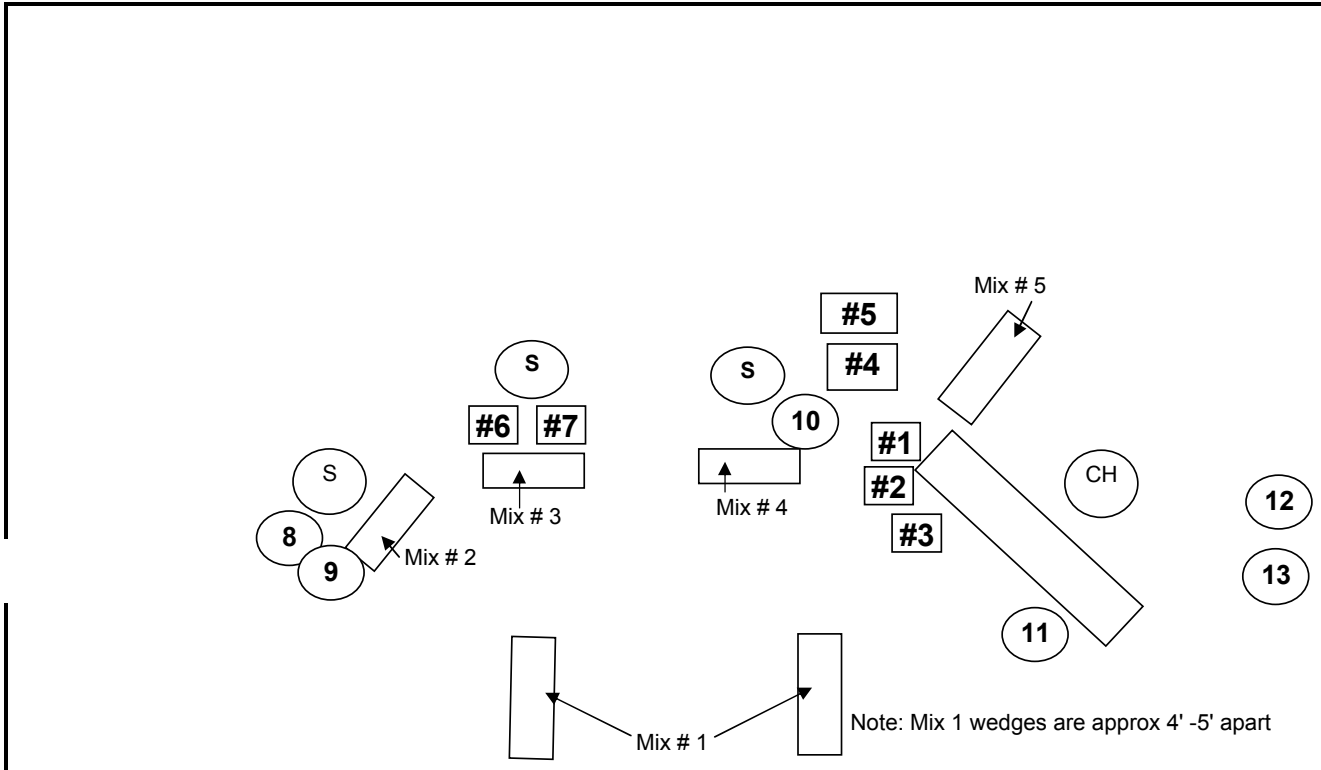 Mix # 5
#5
S
S
#4
#6
#7
10
#1
S
CH
#2
12
Mix # 3
Mix # 4
8
#3
Mix # 2
9
13
11
Note: Mix 1 wedges are approx 4' -5' apart
Mix # 1